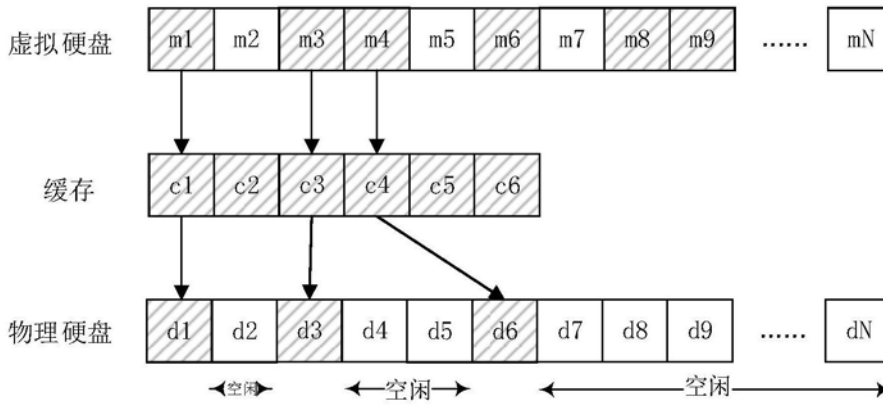 虚拟硬盘 m1 m2 m3 m4 m5 m6 m7 m8 m9 …… mN
缓存 c1 c2 c3 c4 c5 c6
物理硬盘 d1 d2 d3 d4 d5 d6 d7 d8 d9 …… dN
空闲 空闲 空闲